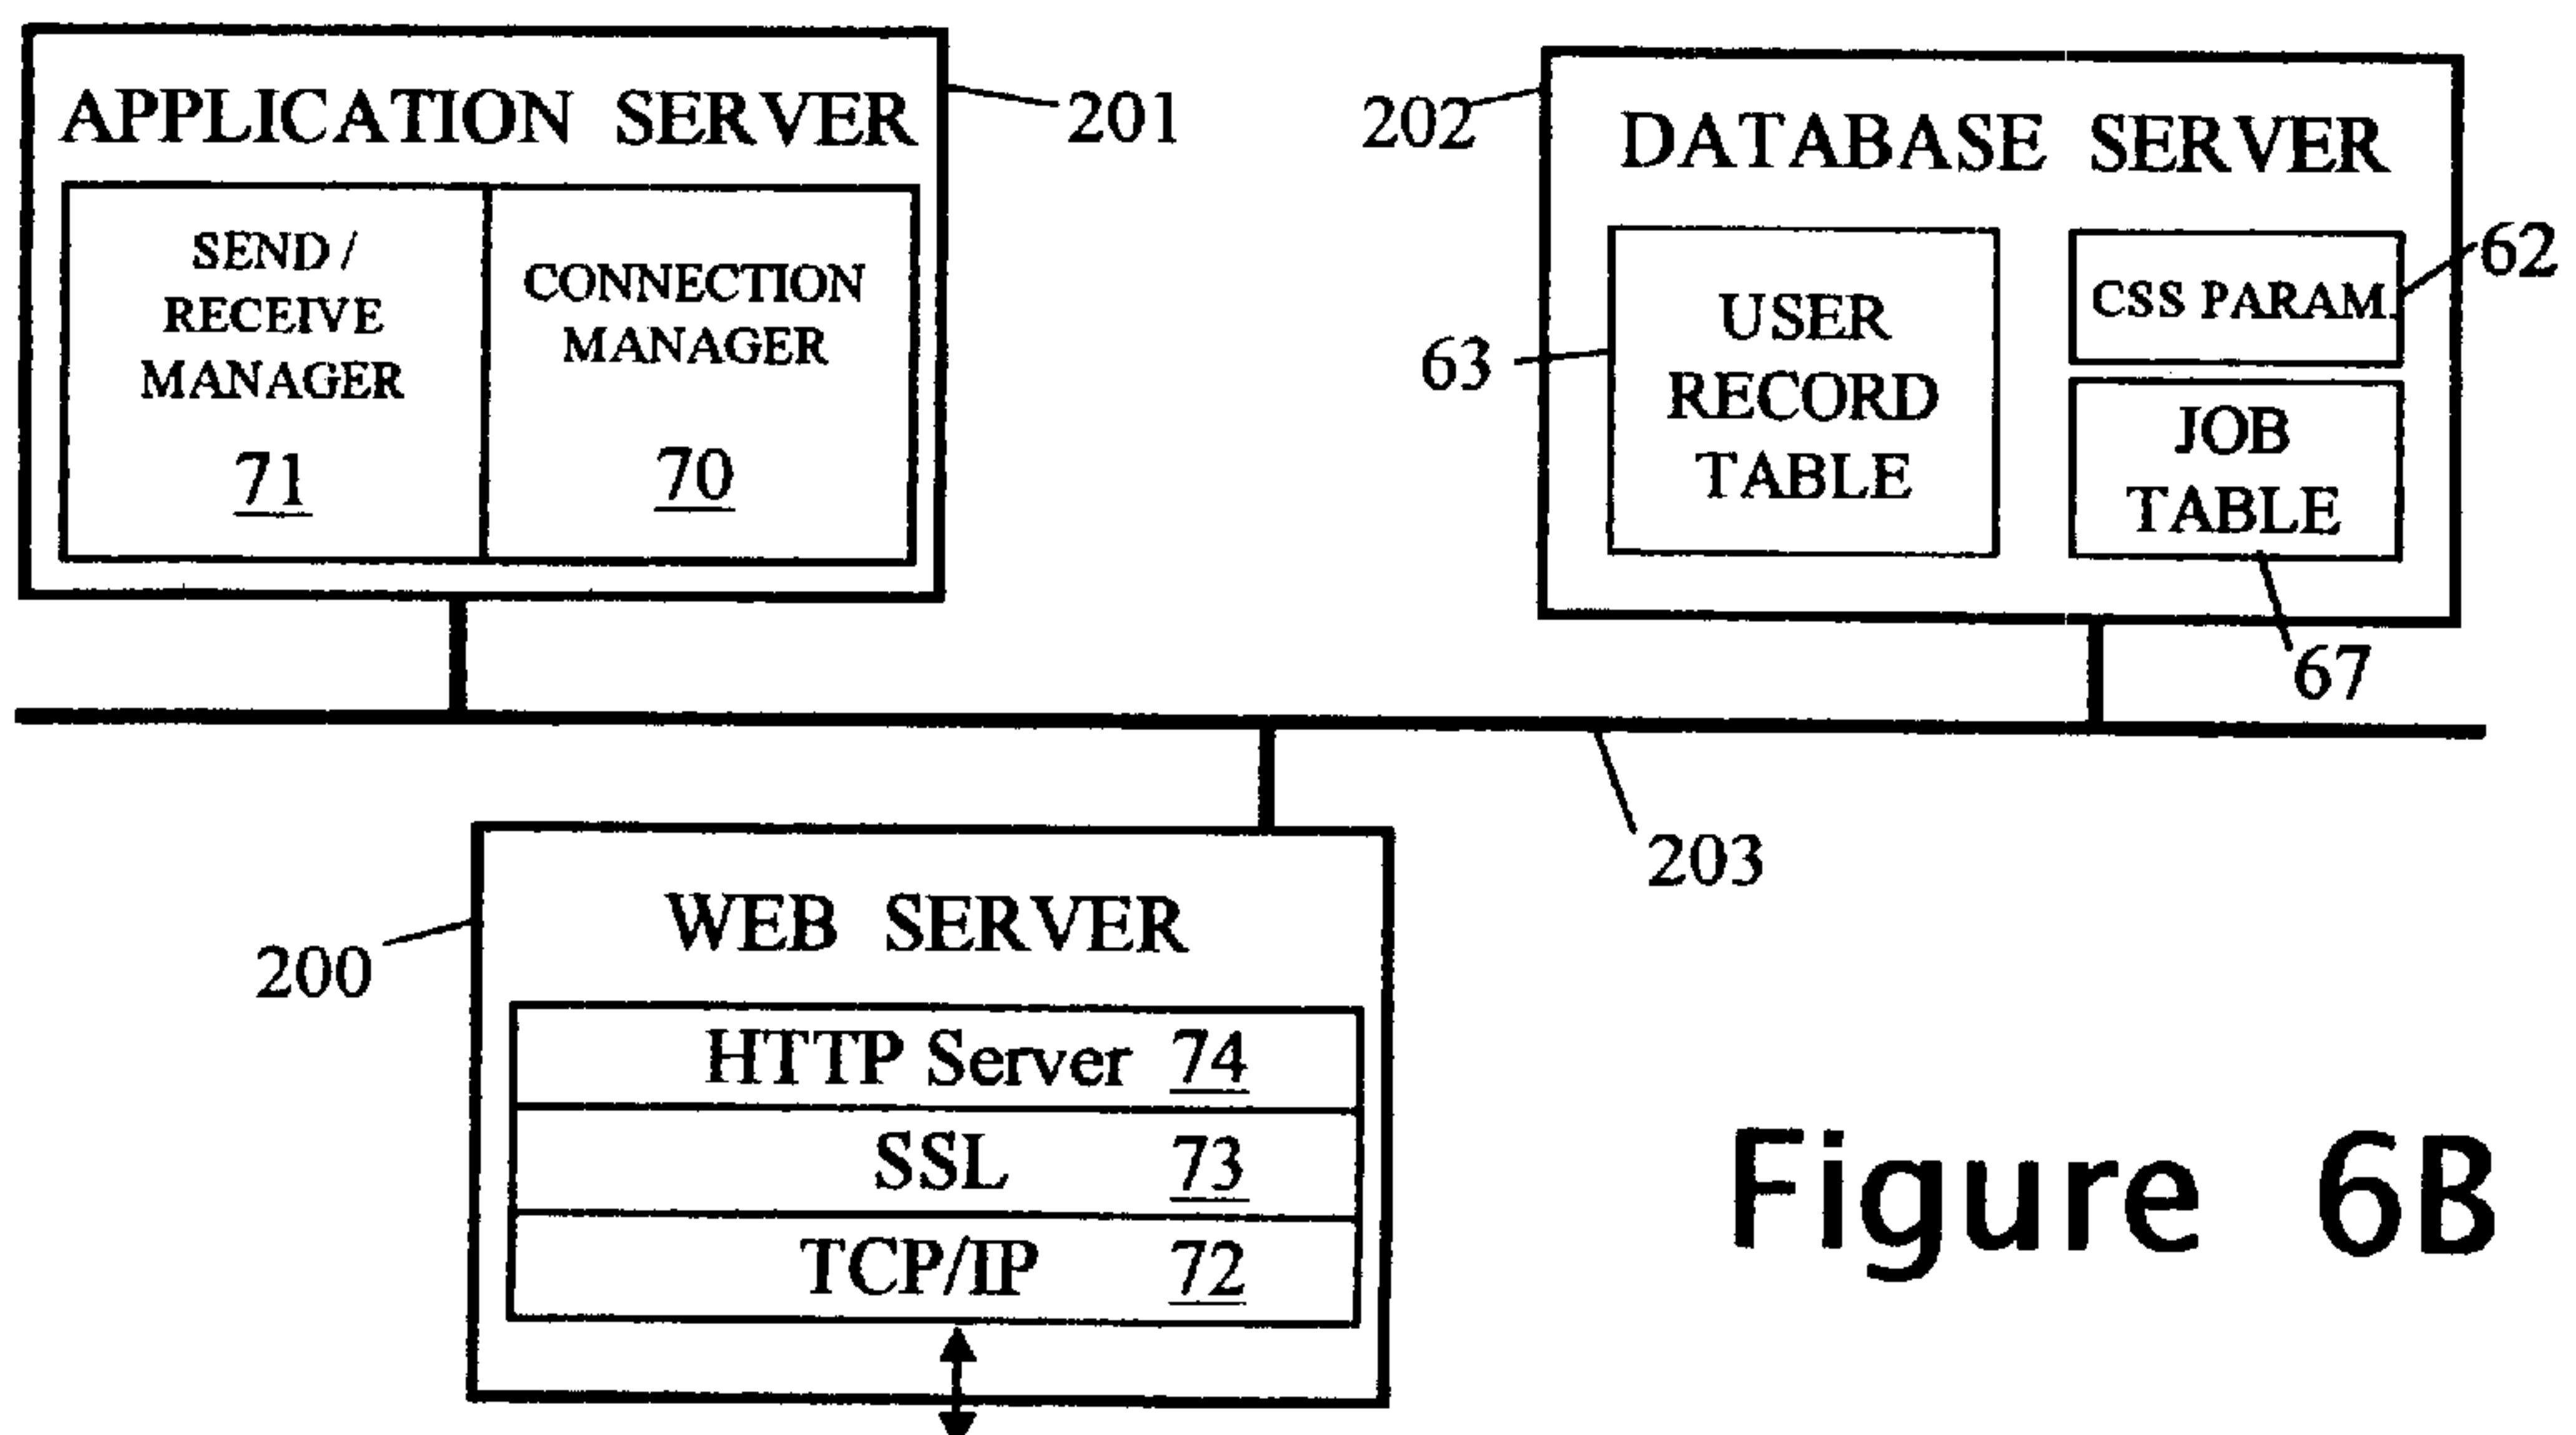 APPLICATION SERVER
201
SEND /
RECEIVE
MANAGER
71
CONNECTION
MANAGER
70
202
DATABASE SERVER
63
USER
RECORD
TABLE
CSS PARAM.
62
JOB
TABLE
67
203
200
WEB SERVER
HTTP Server 74
SSL 73
TCP/IP 72
Figure 6B